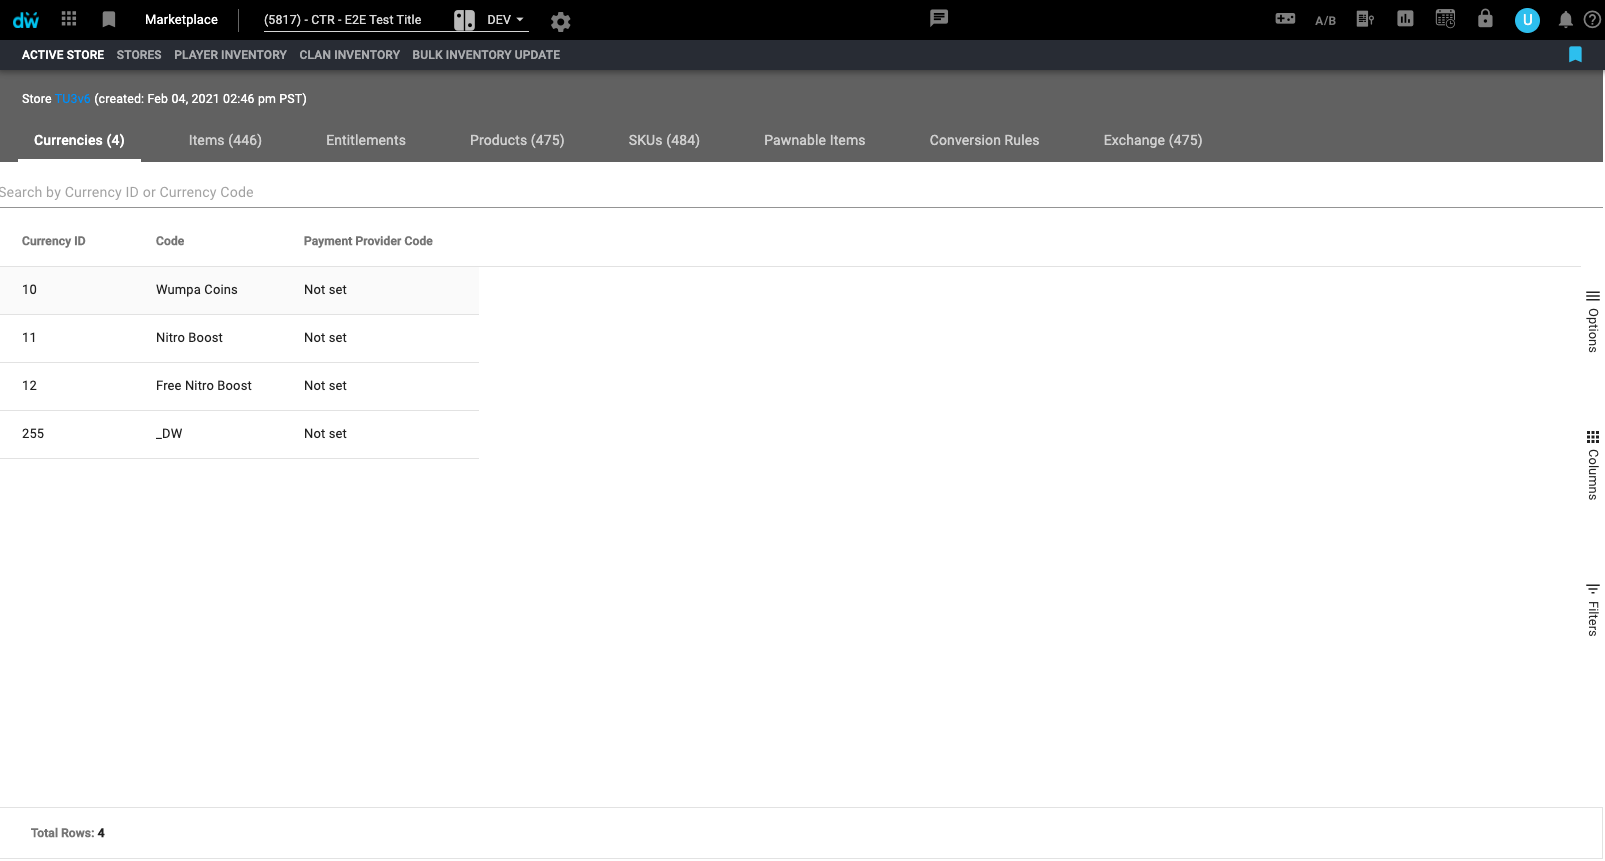 dw Marketplace (5817) - CTR - E2E Test Title DEV A/B U
ACTIVE STORE STORES PLAYER INVENTORY CLAN INVENTORY BULK INVENTORY UPDATE
Store TU3v6 (created: Feb 04, 2021 02:46 pm PST)
Currencies (4) Items (446) Entitlements Products (475) SKUs (484) Pawnable Items Conversion Rules Exchange (475)
Search by Currency ID or Currency Code
Currency ID Code Payment Provider Code
10 Wumpa Coins Not set
11 Nitro Boost Not set
12 Free Nitro Boost Not set
255 _DW Not set
Options
Columns
Filters
Total Rows: 4